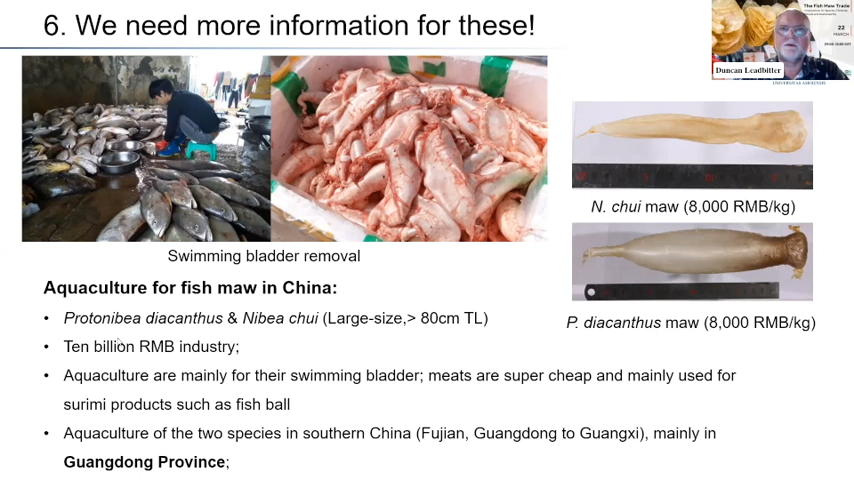 6. We need more information for these!
The Fish Maw Trade
22
MARCH
Duncan Leadbitter
N. chui maw (8,000 RMB/kg)
Swimming bladder removal
P. diacanthus maw (8,000 RMB/kg)
Aquaculture for fish maw in China:
• Protonibea diacanthus & Nibea chui (Large-size,> 80cm TL)
• Ten billion RMB industry;
• Aquaculture are mainly for their swimming bladder; meats are super cheap and mainly used for
surimi products such as fish ball
• Aquaculture of the two species in southern China (Fujian, Guangdong to Guangxi), mainly in
Guangdong Province;